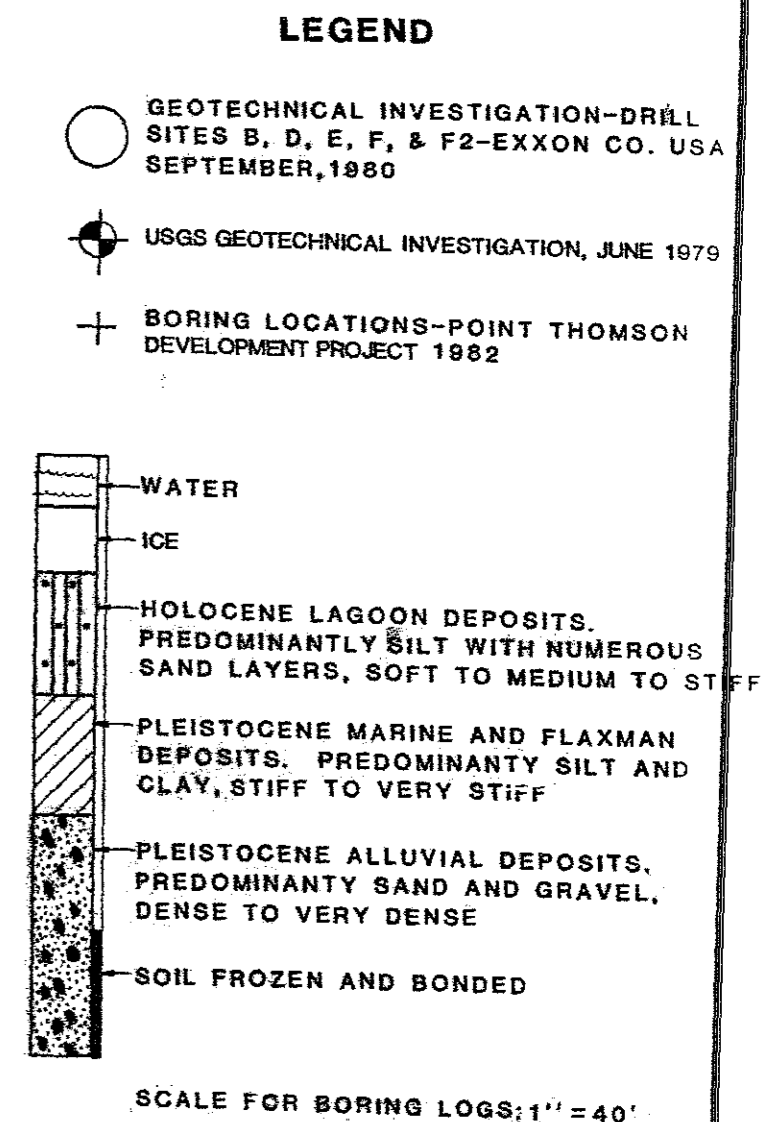 LEGEND
GEOTECHNICAL INVESTIGATION-DRILL
SITES B, D, E, F, & F2-EXXON CO. USA
SEPTEMBER, 1980
USGS GEOTECHNICAL INVESTIGATION, JUNE 1979
BORING LOCATIONS-POINT THOMSON
DEVELOPMENT PROJECT 1982
WATER
ICE
HOLOCENE LAGOON DEPOSITS.
PREDOMINANTLY SILT WITH NUMEROUS
SAND LAYERS, SOFT TO MEDIUM TO STIFF
PLEISTOCENE MARINE AND FLAXMAN
DEPOSITS. PREDOMINANTY SILT AND
CLAY, STIFF TO VERY STIFF
PLEISTOCENE ALLUVIAL DEPOSITS,
PREDOMINANTY SAND AND GRAVEL,
DENSE TO VERY DENSE
SOIL FROZEN AND BONDED
SCALE FOR BORING LOGS: 1" = 40'